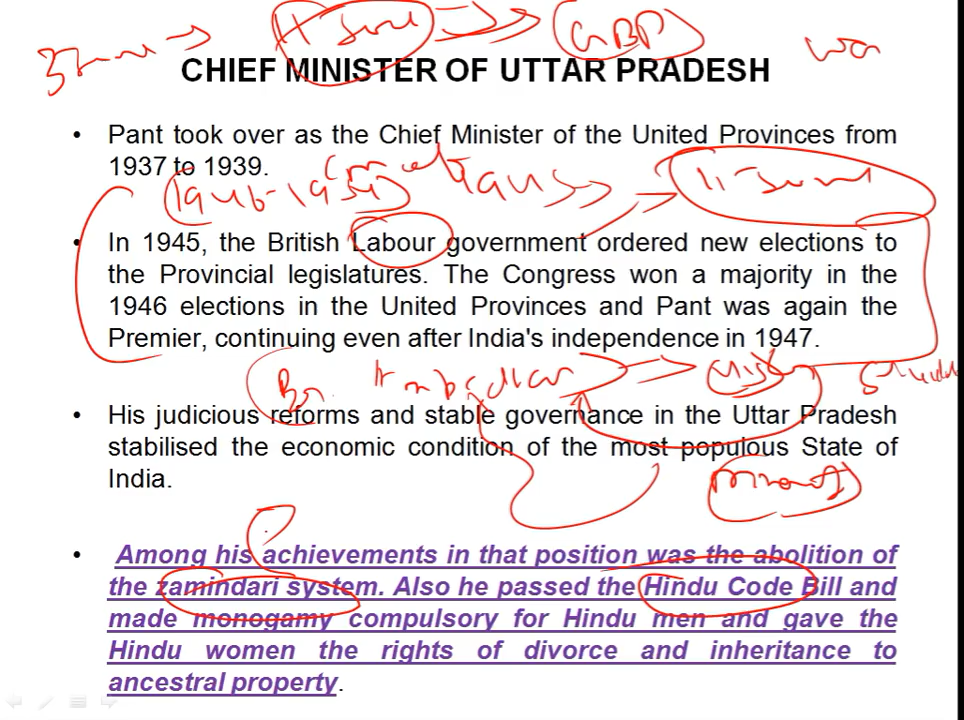 GBP
CHIEF MINISTER OF UTTAR PRADESH
• Pant took over as the Chief Minister of the United Provinces from
1937 to 1939.
1946-1954
• In 1945, the British Labour government ordered new elections to
the Provincial legislatures. The Congress won a majority in the
1946 elections in the United Provinces and Pant was again the
Premier, continuing even after India's independence in 1947.
• His judicious reforms and stable governance in the Uttar Pradesh
stabilised the economic condition of the most populous State of
India.
• Among his achievements in that position was the abolition of
the zamindari system. Also he passed the Hindu Code Bill and
made monogamy compulsory for Hindu men and gave the
Hindu women the rights of divorce and inheritance to
ancestral property.